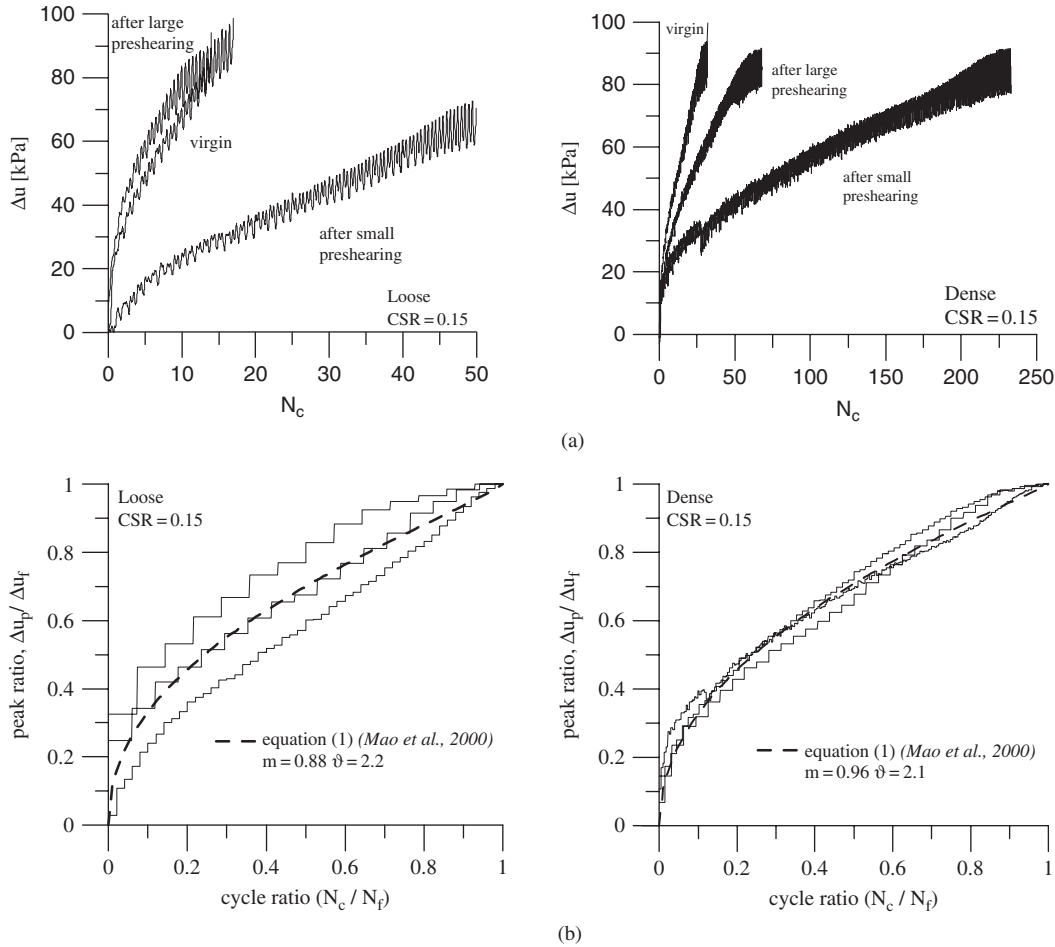 100
80
60
40
20
0
Δu [kPa]
after large
preshearing
virgin
after small
preshearing
Loose
CSR = 0.15
0 10 20 30 40 50
N_c
100
80
60
40
20
0
Δu [kPa]
virgin
after large
preshearing
after small
preshearing
Dense
CSR = 0.15
0 50 100 150 200 250
N_c
(a)
1
0.8
0.6
0.4
0.2
0
peak ratio, Δu_p/ Δu_f
Loose
CSR = 0.15
equation (1) (Mao et al., 2000)
m = 0.88 ϑ = 2.2
0 0.2 0.4 0.6 0.8 1
cycle ratio (N_c / N_f)
1
0.8
0.6
0.4
0.2
0
peak ratio, Δu_p/ Δu_f
Dense
CSR = 0.15
equation (1) (Mao et al., 2000)
m = 0.96 ϑ = 2.1
0 0.2 0.4 0.6 0.8 1
cycle ratio (N_c / N_f)
(b)